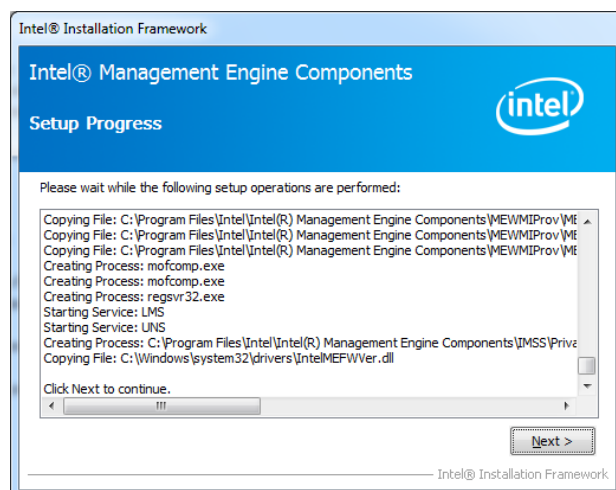 Intel® Installation Framework
Intel® Management Engine Components
Setup Progress
intel
Please wait while the following setup operations are performed:
Copying File: C:\Program Files\Intel\Intel(R) Management Engine Components\MEWMIProv\ME
Copying File: C:\Program Files\Intel\Intel(R) Management Engine Components\MEWMIProv\ME
Copying File: C:\Program Files\Intel\Intel(R) Management Engine Components\MEWMIProv\ME
Creating Process: mofcomp.exe
Creating Process: mofcomp.exe
Creating Process: regsvr32.exe
Starting Service: LMS
Starting Service: UNS
Creating Process: C:\Program Files\Intel\Intel(R) Management Engine Components\IMSS\Priva
Copying File: C:\Windows\system32\drivers\IntelMEFWVer.dll
Click Next to continue.
Next >
Intel® Installation Framework